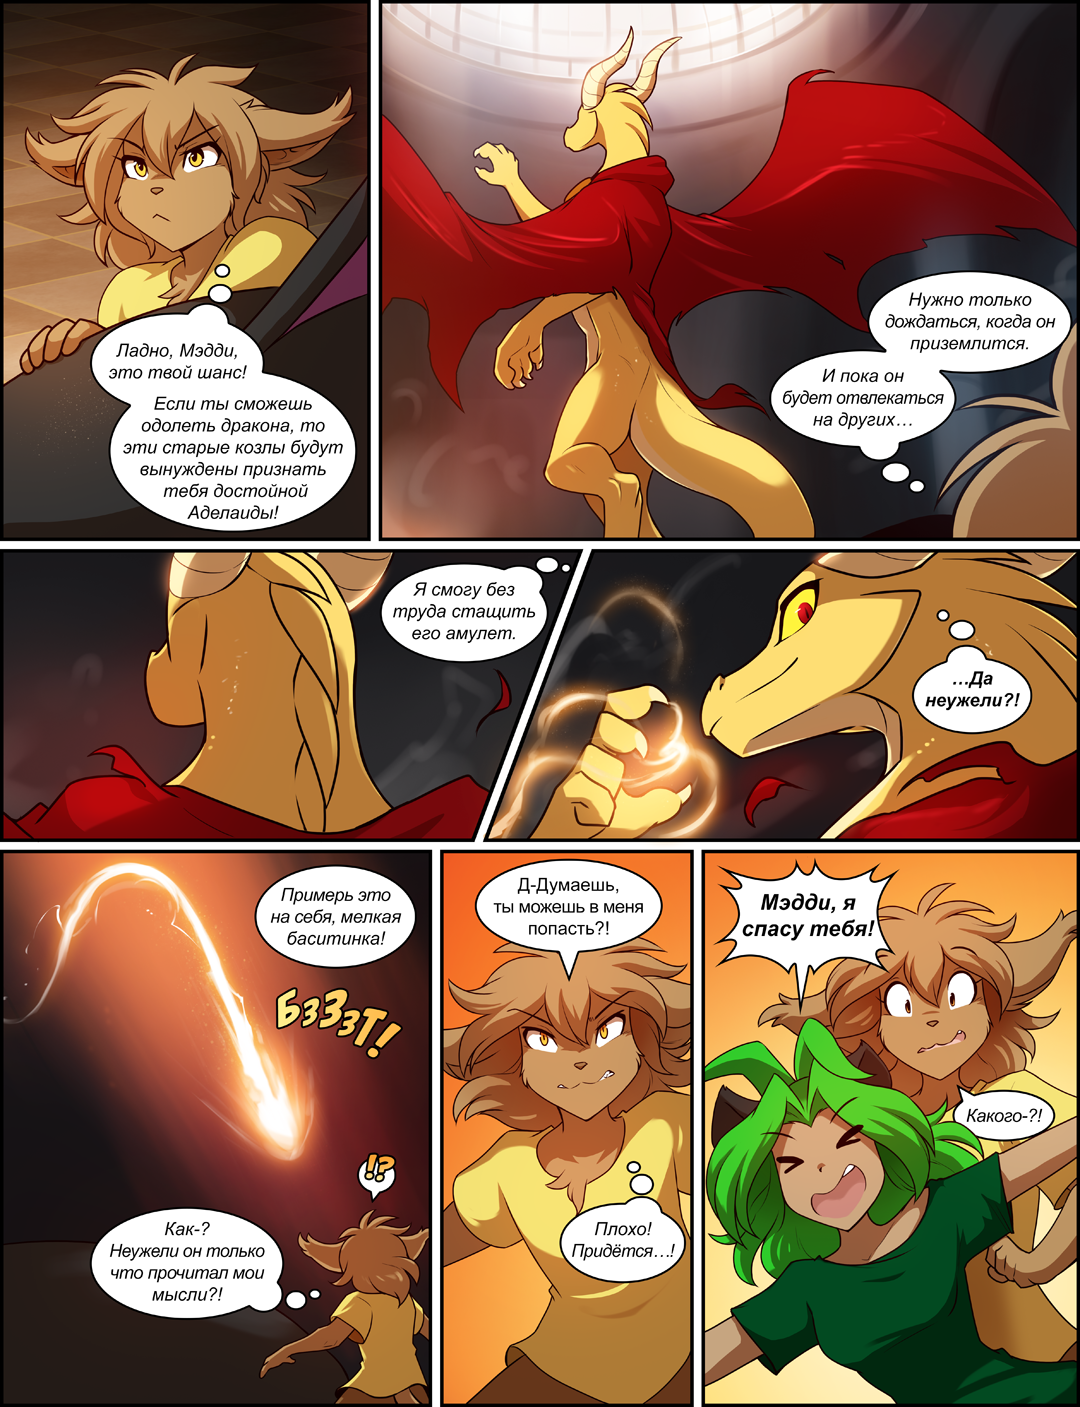 Ладно, Мэдди,
это твой шанс!
Если ты сможешь
одолеть дракона, то
эти старые козлы будут
вынуждены признать
тебя достойной
Аделаиды!
Нужно только
дождаться, когда он
приземлится.
И пока он
будет отвлекаться
на других...
Я смогу без
труда стащить
его амулет.
...Да
неужели?!
Примерь это
на себя, мелкая
баситинка!
БзЗЗзТ!
!?
Как-?
Неужели он только
что прочитал мои
мысли?!
Д-Думаешь,
ты можешь в меня
попасть?!
Плохо!
Придётся...!
Мэдди, я
спасу тебя!
Какого-?!